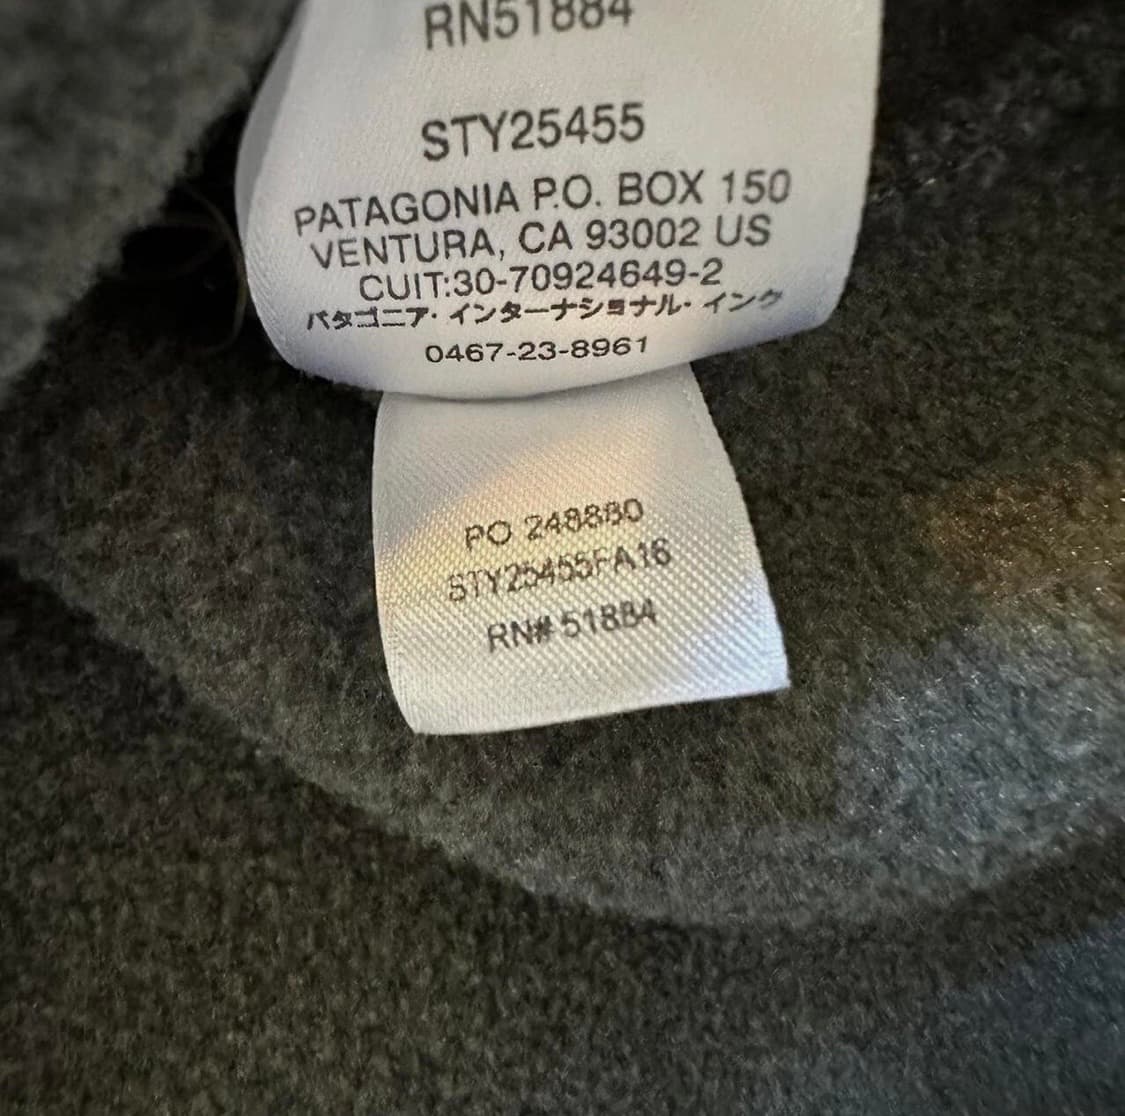 RN51884
STY25455
PATAGONIA P.O. BOX 150
VENTURA, CA 93002 US
CUIT:30-70924649-2
パタゴニア・インターナショナル・インク
0467-23-8961
PO 248880
STY25455FA16
RN# 51884